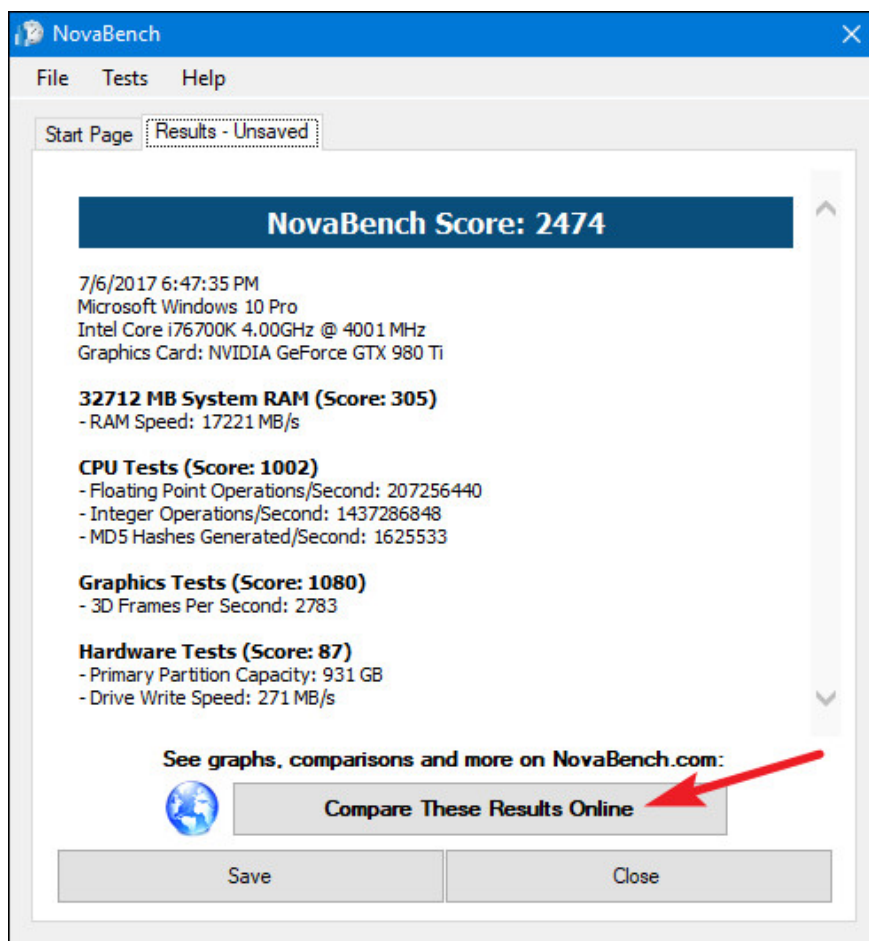 NovaBench
File Tests Help
Start Page Results - Unsaved
NovaBench Score: 2474
7/6/2017 6:47:35 PM
Microsoft Windows 10 Pro
Intel Core i76700K 4.00GHz @ 4001 MHz
Graphics Card: NVIDIA GeForce GTX 980 Ti
32712 MB System RAM (Score: 305)
- RAM Speed: 17221 MB/s
CPU Tests (Score: 1002)
- Floating Point Operations/Second: 207256440
- Integer Operations/Second: 1437286848
- MD5 Hashes Generated/Second: 1625533
Graphics Tests (Score: 1080)
- 3D Frames Per Second: 2783
Hardware Tests (Score: 87)
- Primary Partition Capacity: 931 GB
- Drive Write Speed: 271 MB/s
See graphs, comparisons and more on NovaBench.com:
Compare These Results Online
Save Close